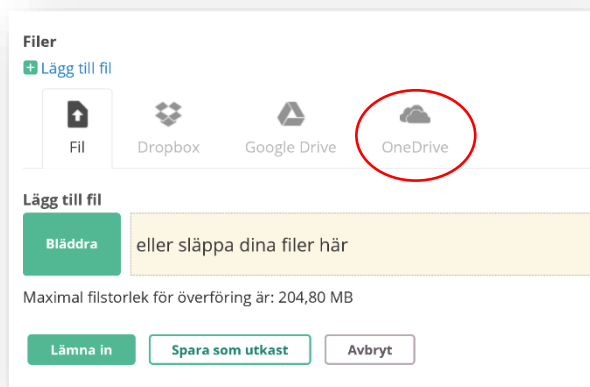 Filer
Lägg till fil
Fil
Dropbox
Google Drive
OneDrive
Lägg till fil
Bläddra
eller släppa dina filer här
Maximal filstorlek för överföring är: 204,80 MB
Lämna in
Spara som utkast
Avbryt